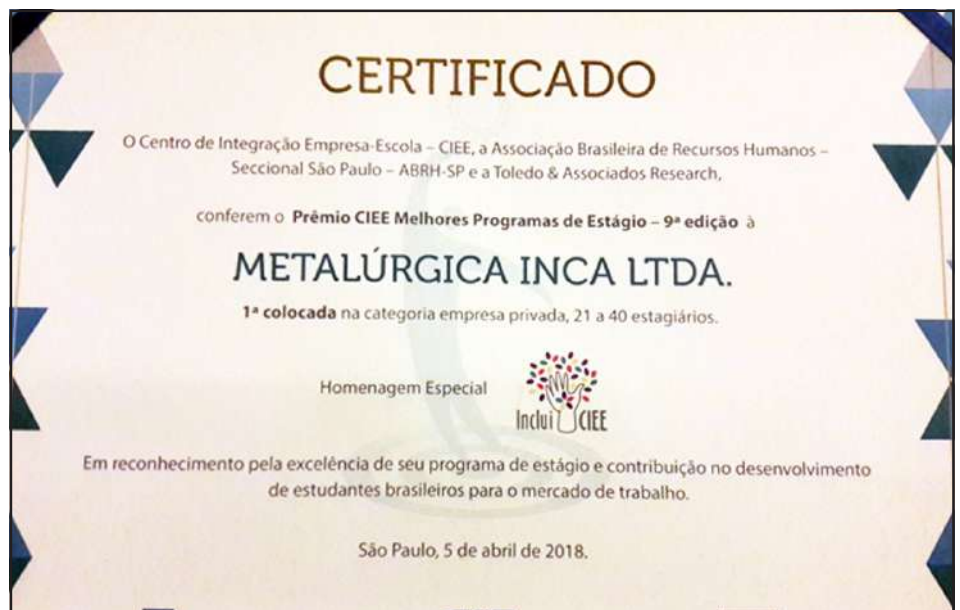 CERTIFICADO
O Centro de Integração Empresa-Escola – CIEE, a Associação Brasileira de Recursos Humanos –
Seccional São Paulo – ABRH-SP e a Toledo & Associados Research,
conferem o Prêmio CIEE Melhores Programas de Estágio – 9ª edição à
METALÚRGICA INCA LTDA.
1ª colocada na categoria empresa privada, 21 a 40 estagiários.
Homenagem Especial
Inclui CIEE
Em reconhecimento pela excelência de seu programa de estágio e contribuição no desenvolvimento
de estudantes brasileiros para o mercado de trabalho.
São Paulo, 5 de abril de 2018.